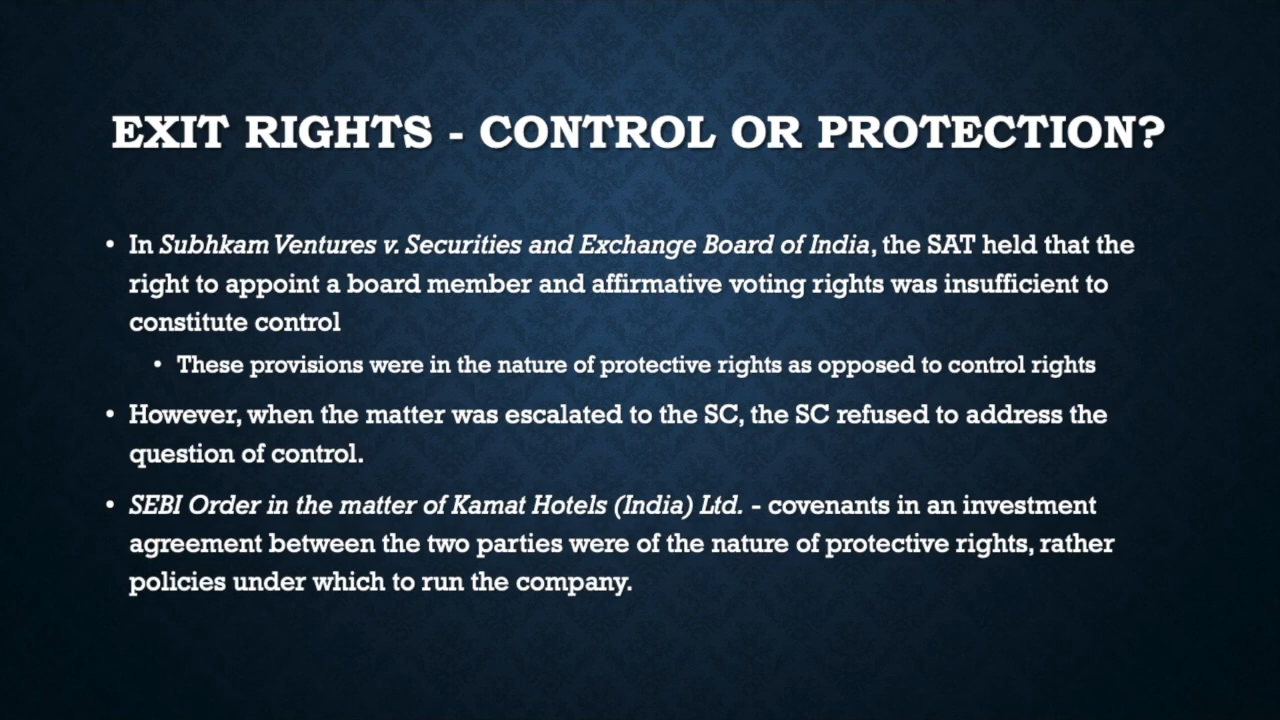 EXIT RIGHTS - CONTROL OR PROTECTION?
• In Subhkam Ventures v. Securities and Exchange Board of India, the SAT held that the
right to appoint a board member and affirmative voting rights was insufficient to
constitute control
• These provisions were in the nature of protective rights as opposed to control rights
• However, when the matter was escalated to the SC, the SC refused to address the
question of control.
• SEBI Order in the matter of Kamat Hotels (India) Ltd. - covenants in an investment
agreement between the two parties were of the nature of protective rights, rather
policies under which to run the company.